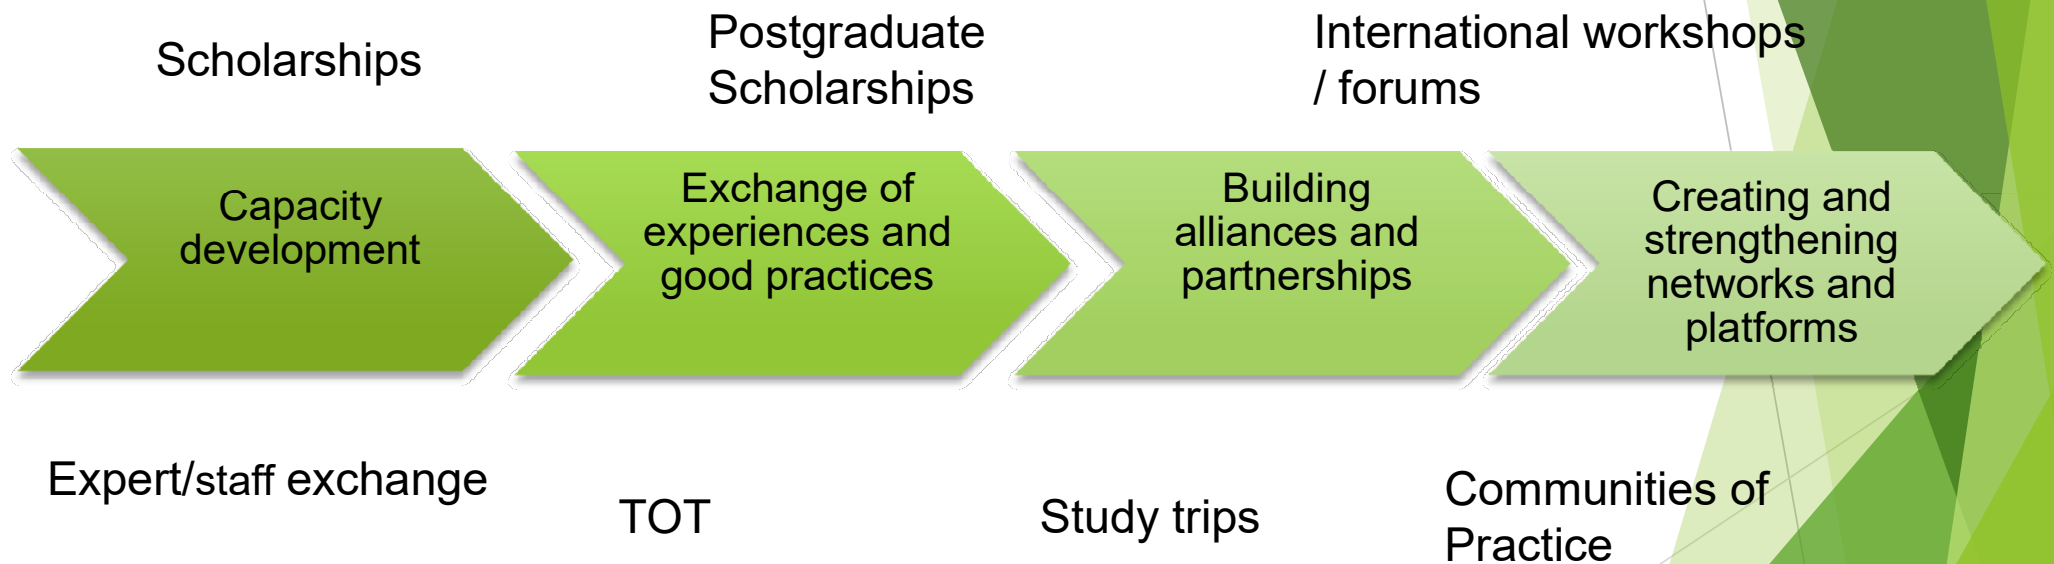 Scholarships
Postgraduate
Scholarships
International workshops
/ forums
Capacity
development
Exchange of
experiences and
good practices
Building
alliances and
partnerships
Creating and
strengthening
networks and
platforms
Expert/staff exchange
TOT
Study trips
Communities of
Practice